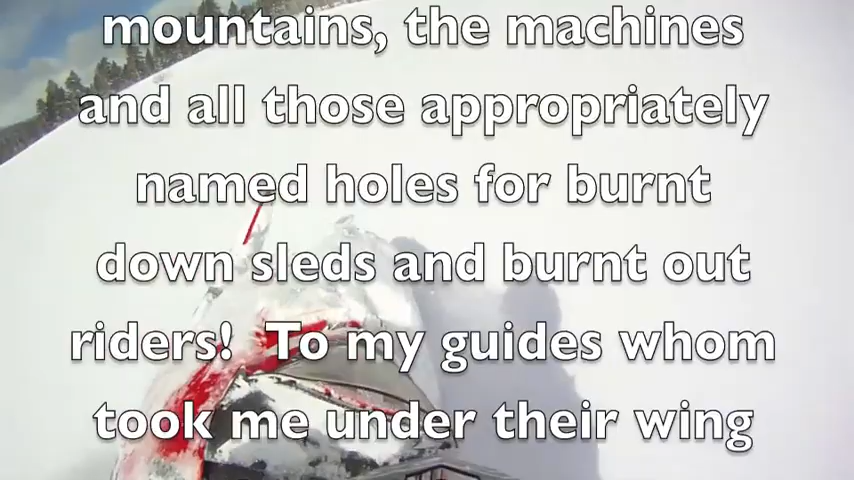 mountains, the machines
and all those appropriately
named holes for burnt
down sleds and burnt out
riders!  To my guides whom
took me under their wing